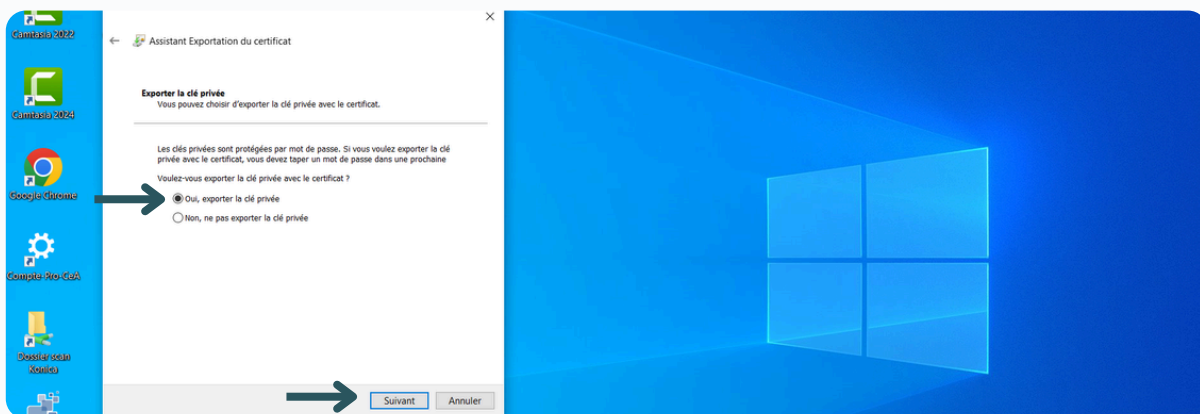 Camtasia 2022
Camtasia 2024
Google Chrome
Compte-Pro-CeA
Dossier scan
Konica
Assistant Exportation du certificat
Exporter la clé privée
Vous pouvez choisir d'exporter la clé privée avec le certificat.
Les clés privées sont protégées par mot de passe. Si vous voulez exporter la clé
privée avec le certificat, vous devez taper un mot de passe dans une prochaine
Voulez-vous exporter la clé privée avec le certificat ?
Oui, exporter la clé privée
Non, ne pas exporter la clé privée
Suivant
Annuler